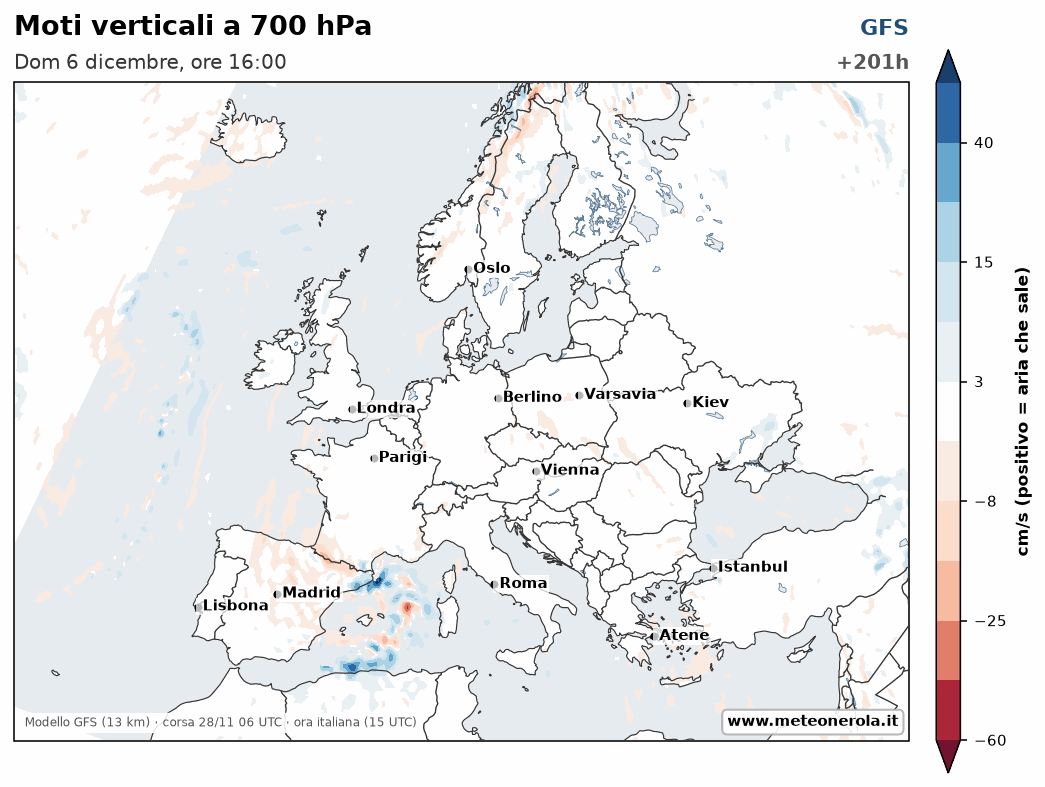 Moti verticali a 700 hPa
GFS
Dom 6 dicembre, ore 16:00
+201h
Oslo
Londra
Berlino
Varsavia
Kiev
Parigi
Vienna
Istanbul
Roma
Madrid
Lisbona
Atene
Modello GFS (13 km) · corsa 28/11 06 UTC · ora italiana (15 UTC)
www.meteonerola.it
40
15
3
−8
−25
−60
cm/s (positivo = aria che sale)